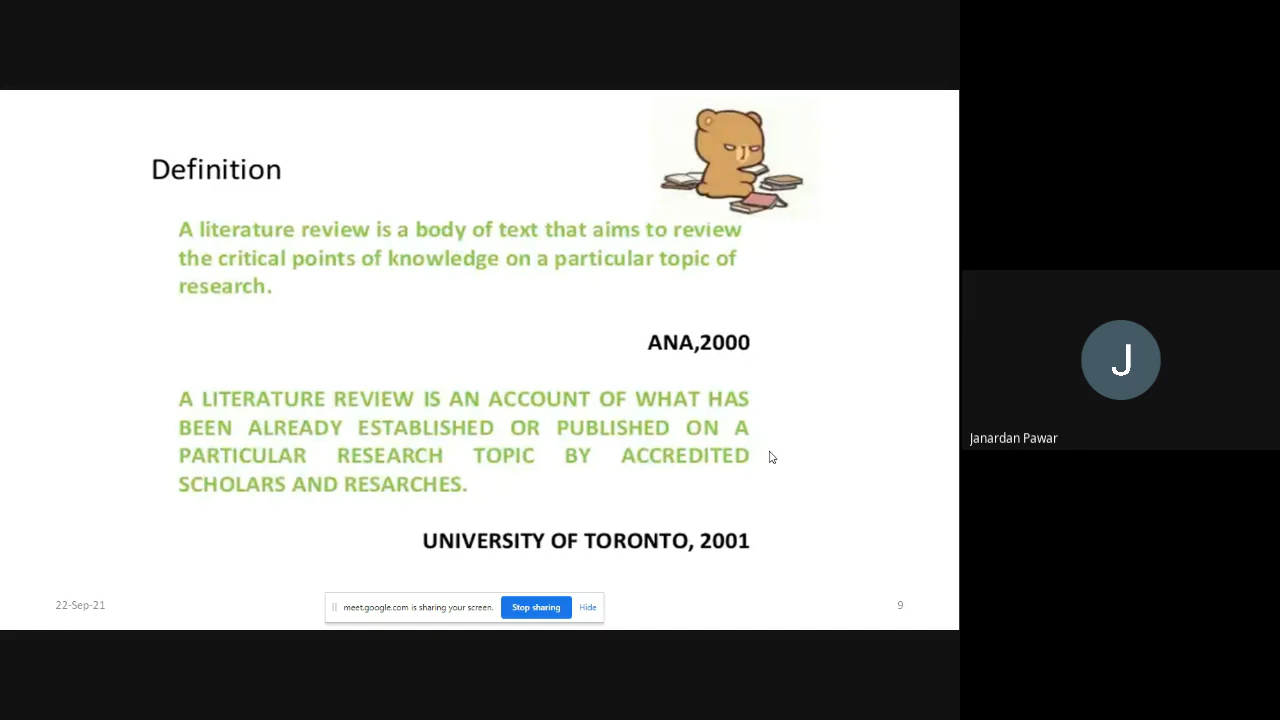 Definition
A literature review is a body of text that aims to review
the critical points of knowledge on a particular topic of
research.
ANA,2000
A LITERATURE REVIEW IS AN ACCOUNT OF WHAT HAS
BEEN ALREADY ESTABLISHED OR PUBLISHED ON A
PARTICULAR RESEARCH TOPIC BY ACCREDITED
SCHOLARS AND RESARCHES.
UNIVERSITY OF TORONTO, 2001
22-Sep-21
meet.google.com is sharing your screen.
Stop sharing
Hide
9
J
Janardan Pawar